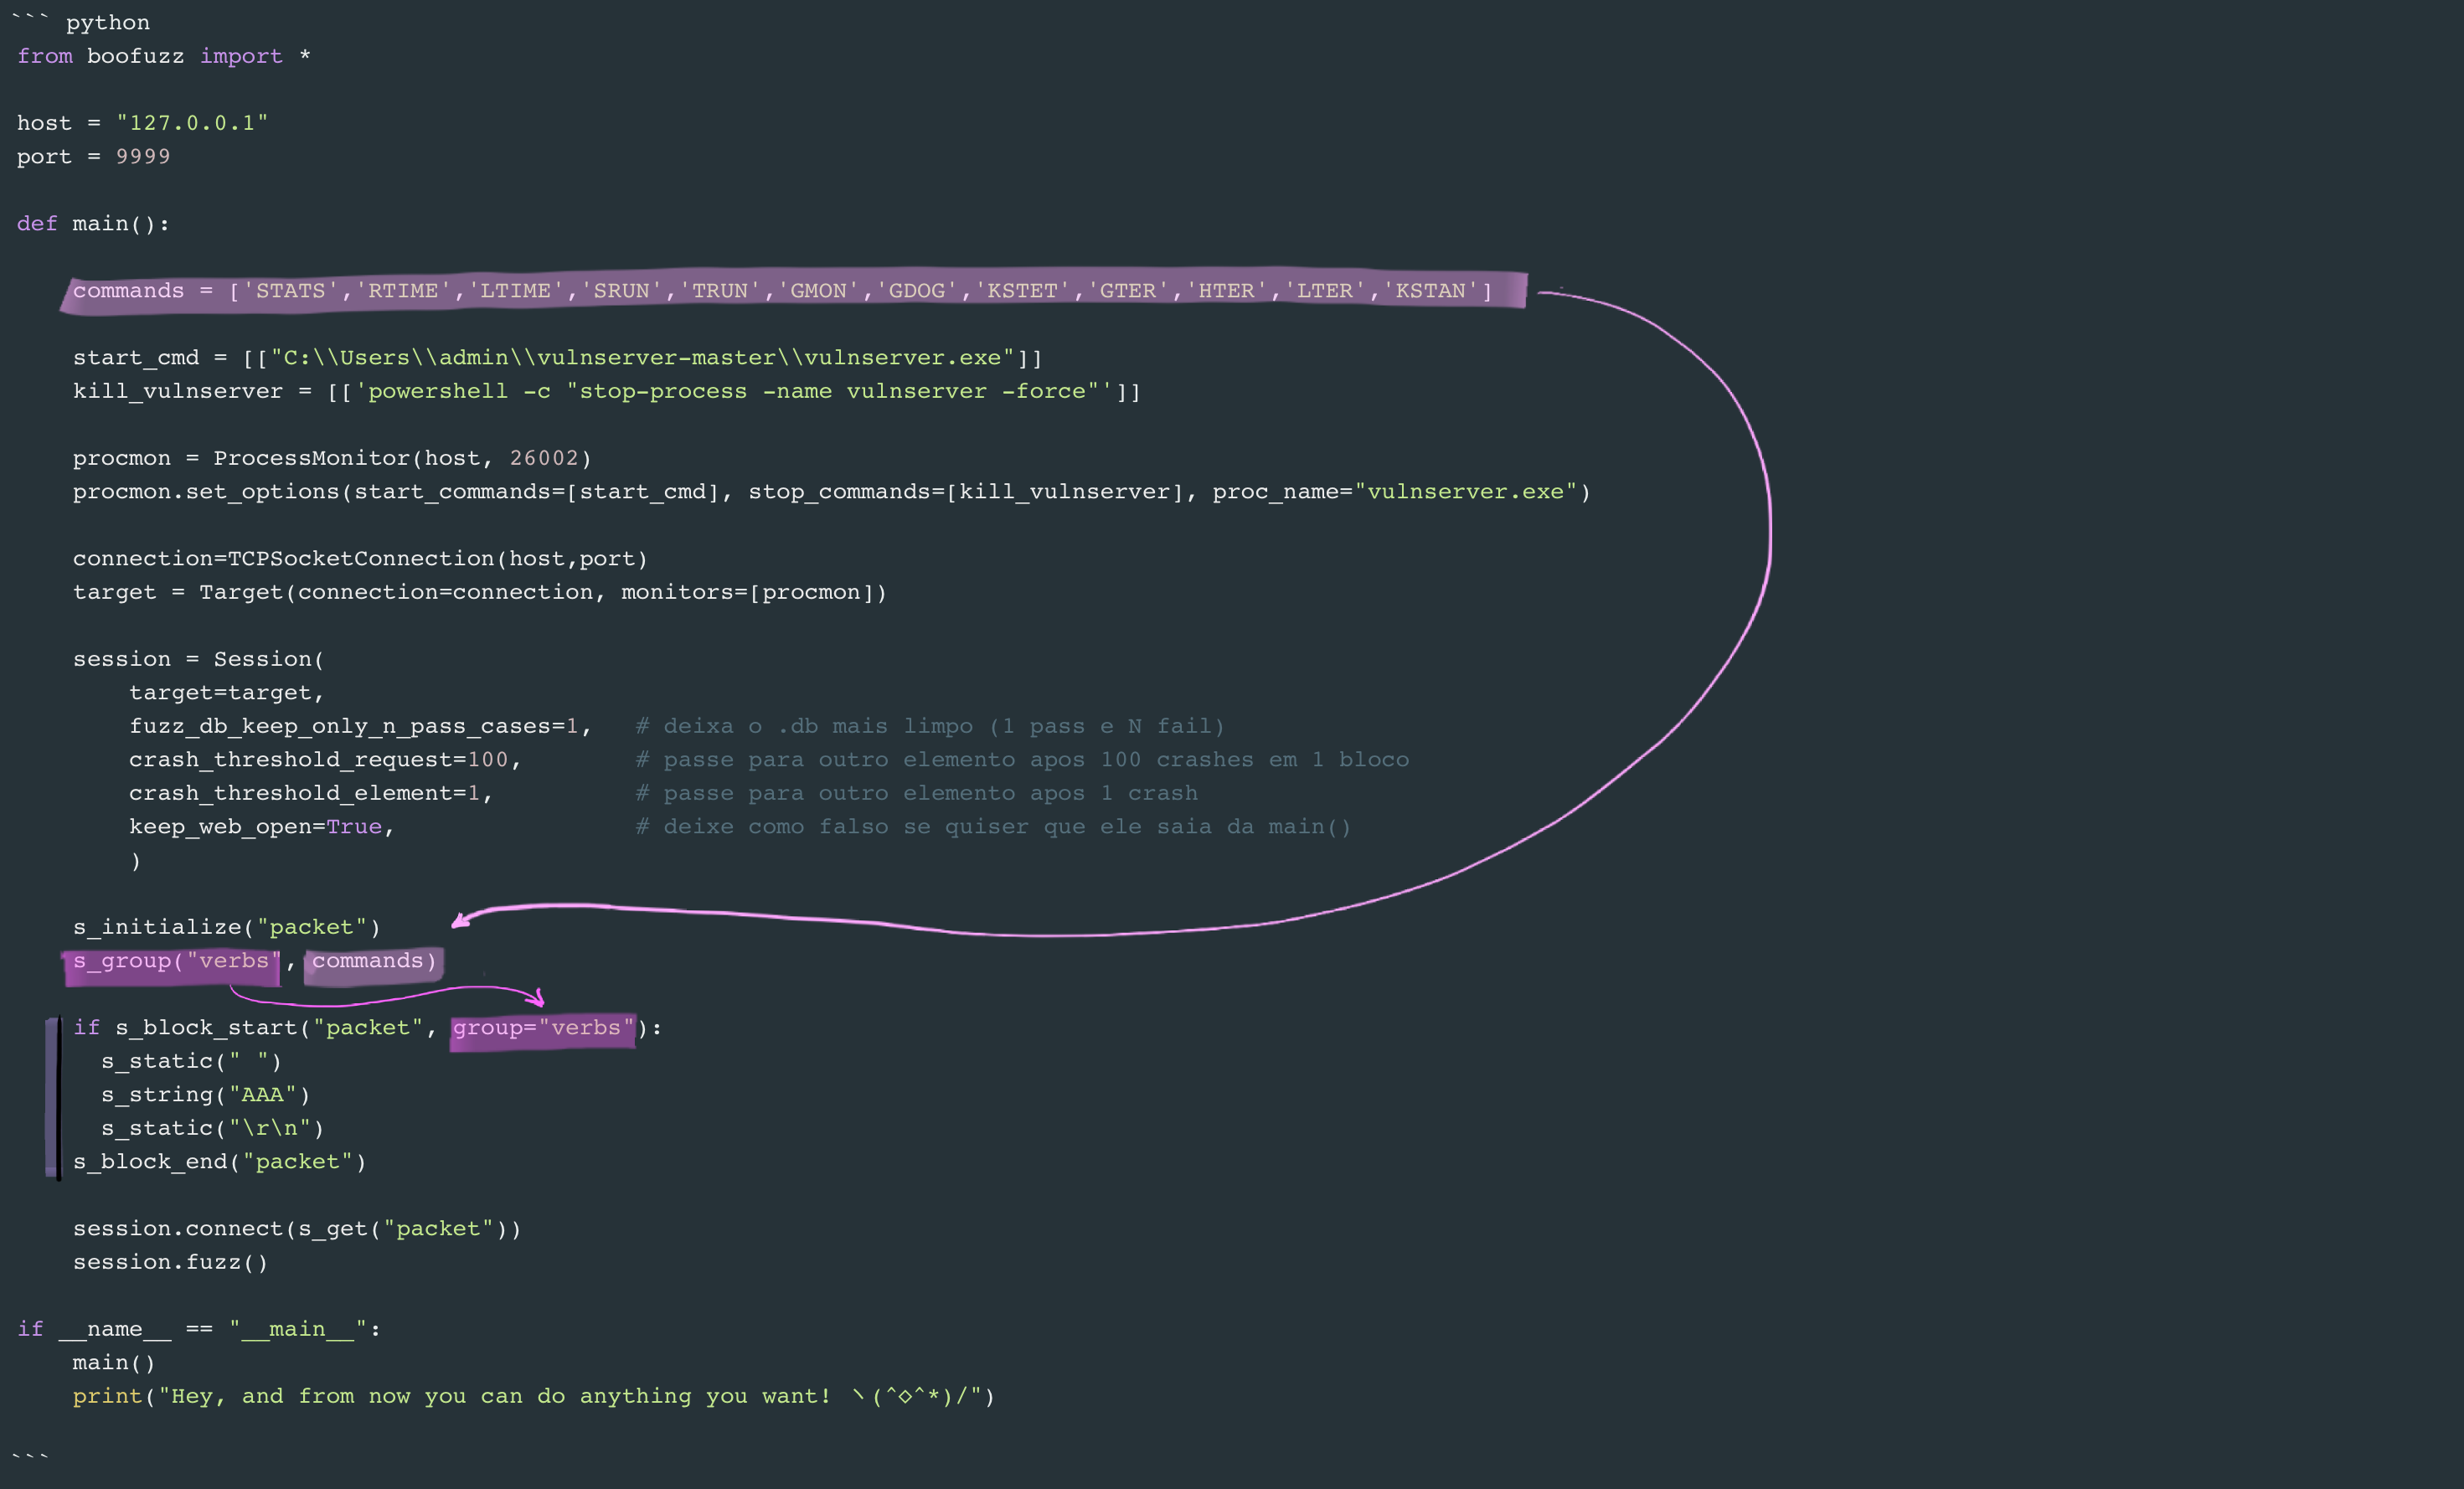 ``` python
from boofuzz import *
host = "127.0.0.1"
port = 9999
def main():
commands = ['STATS','RTIME','LTIME','SRUN','TRUN','GMON','GDOG','KSTET','GTER','HTER','LTER','KSTAN']
start_cmd = [["C:\\Users\\admin\\vulnserver-master\\vulnserver.exe"]]
kill_vulnserver = [['powershell -c "stop-process -name vulnserver -force"']]
procmon = ProcessMonitor(host, 26002)
procmon.set_options(start_commands=[start_cmd], stop_commands=[kill_vulnserver], proc_name="vulnserver.exe")
connection=TCPSocketConnection(host,port)
target = Target(connection=connection, monitors=[procmon])
session = Session(
target=target,
fuzz_db_keep_only_n_pass_cases=1, # deixa o .db mais limpo (1 pass e N fail)
crash_threshold_request=100, # passe para outro elemento apos 100 crashes em 1 bloco
crash_threshold_element=1, # passe para outro elemento apos 1 crash
keep_web_open=True, # deixe como falso se quiser que ele saia da main()
)
s_initialize("packet")
s_group("verbs", commands)
if s_block_start("packet", group="verbs"):
s_static(" ")
s_string("AAA")
s_static("\r\n")
s_block_end("packet")
session.connect(s_get("packet"))
session.fuzz()
if __name__ == "__main__":
main()
print("Hey, and from now you can do anything you want! ヽ(^◇^*)/")
```